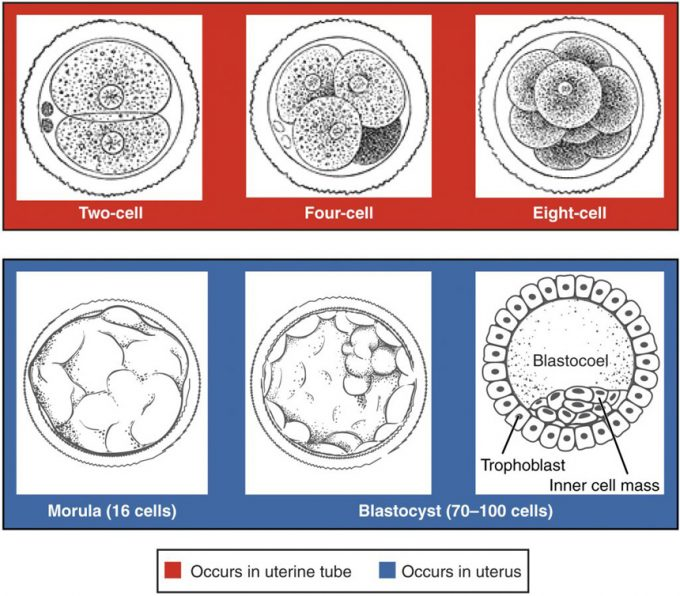 Two-cell
Four-cell
Eight-cell
Blastocoel
Trophoblast
Inner cell mass
Morula (16 cells)
Blastocyst (70–100 cells)
Occurs in uterine tube
Occurs in uterus